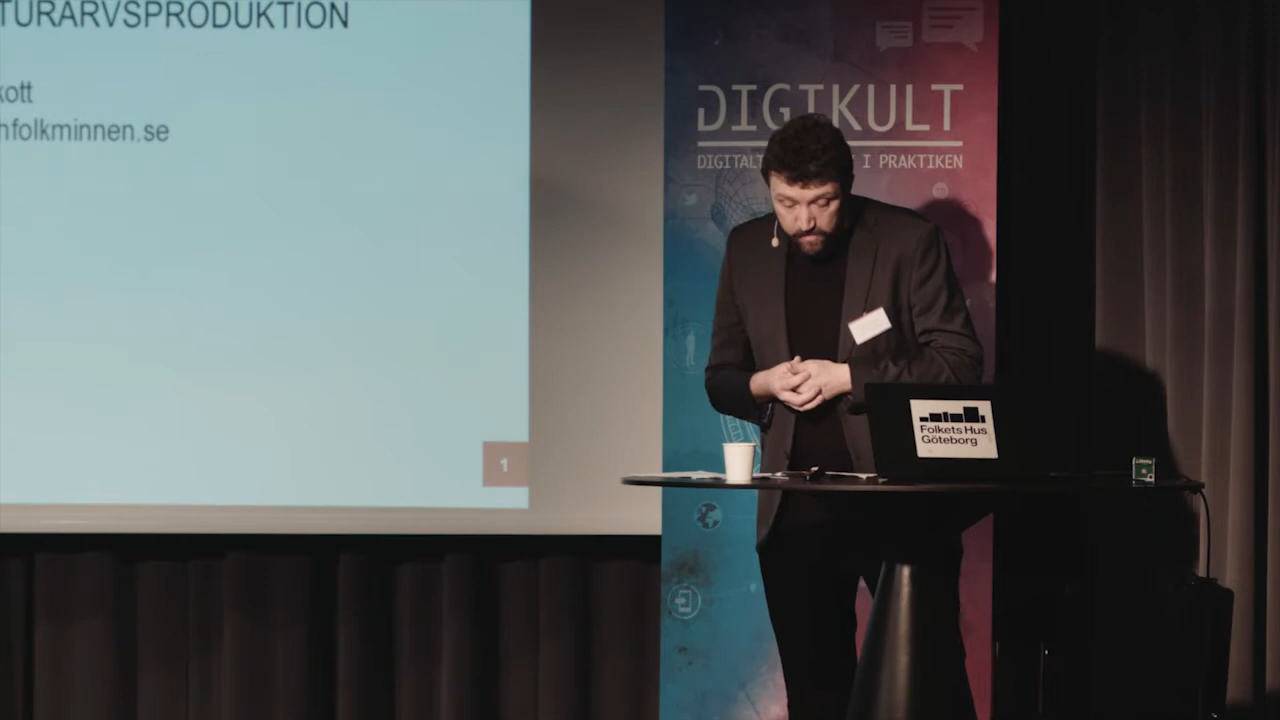 TURARVSPRODUKTION
kott
hfolkminnen.se
1
DIGIKULT
DIGITALT I PRAKTIKEN
Folkets Hus
Göteborg